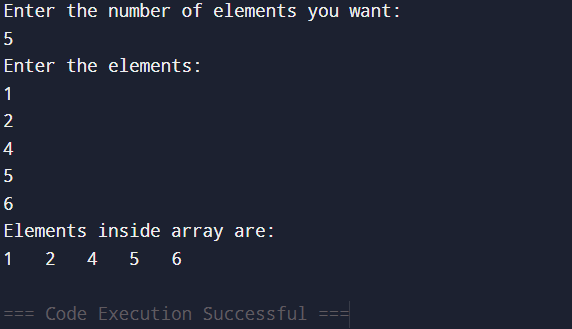 Enter the number of elements you want:
5
Enter the elements:
1
2
4
5
6
Elements inside array are:
1   2   4   5   6
=== Code Execution Successful ===